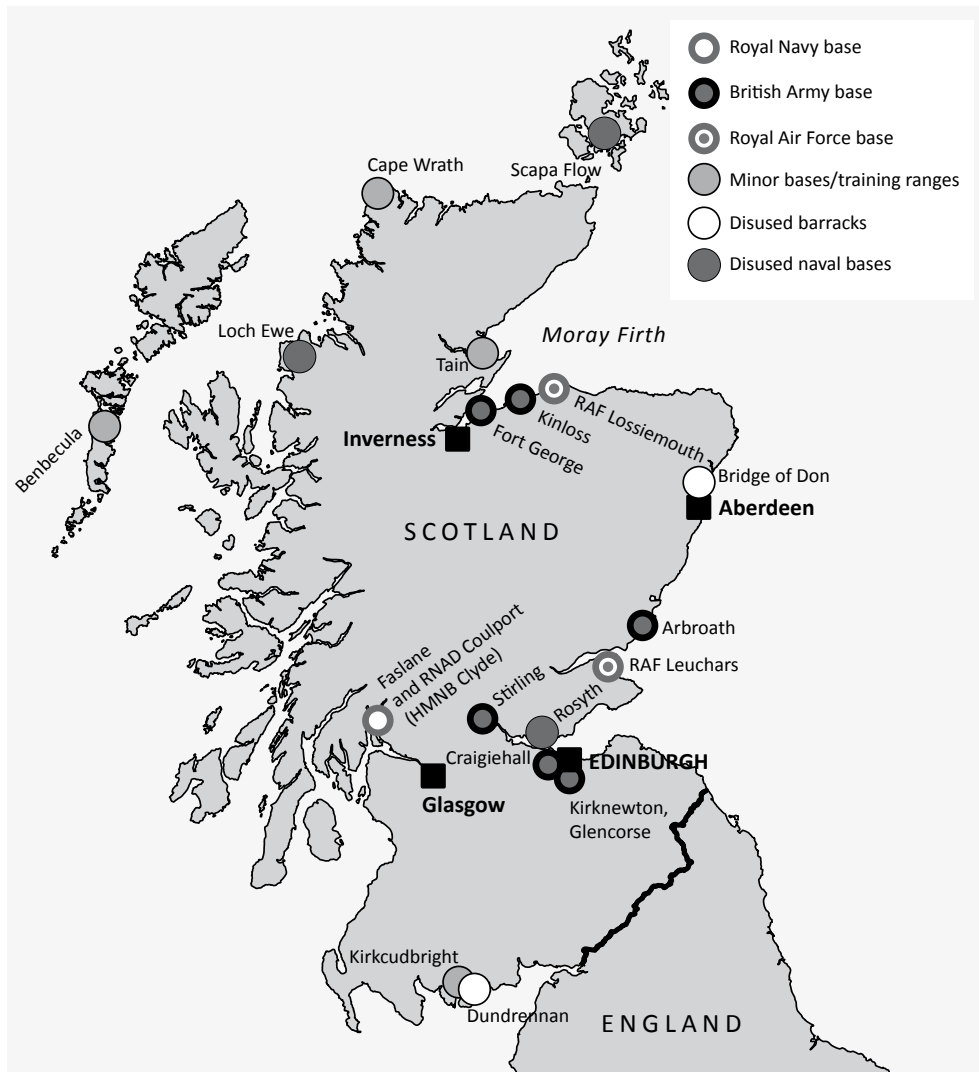 Royal Navy base
British Army base
Royal Air Force base
Minor bases/training ranges
Disused barracks
Disused naval bases
Scapa Flow
Cape Wrath
Loch Ewe
Moray Firth
Tain
RAF Lossiemouth
Kinloss
Fort George
Inverness
Benbecula
Bridge of Don
Aberdeen
SCOTLAND
Arbroath
RAF Leuchars
Faslane
and RNAD Coulport
(HMNB Clyde)
Stirling
Rosyth
Craigiehall
EDINBURGH
Glasgow
Kirknewton,
Glencorse
Kirkcudbright
Dundrennan
ENGLAND